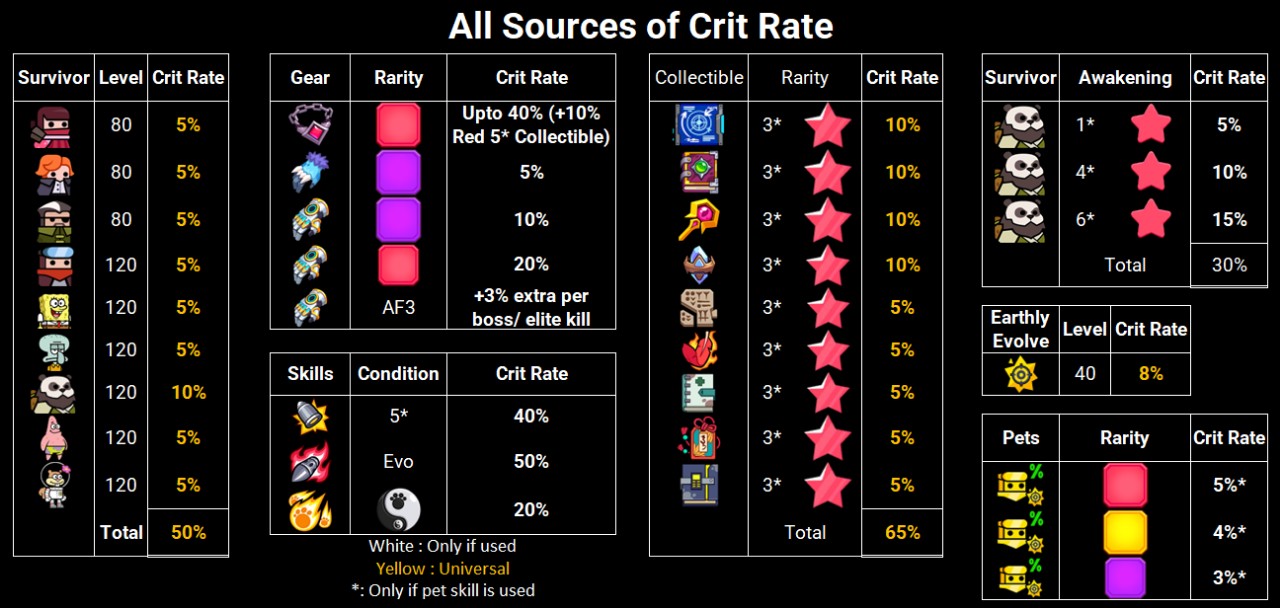 All Sources of Crit Rate
Survivor Level Crit Rate
80 5%
80 5%
80 5%
120 5%
120 5%
120 5%
120 10%
120 5%
120 5%
Total 50%
Gear Rarity Crit Rate
Upto 40% (+10%
Red 5* Collectible)
5%
10%
20%
AF3 +3% extra per
boss/ elite kill
Skills Condition Crit Rate
5* 40%
Evo 50%
20%
White : Only if used
Yellow : Universal
*: Only if pet skill is used
Collectible Rarity Crit Rate
3* 10%
3* 10%
3* 10%
3* 10%
3* 5%
3* 5%
3* 5%
3* 5%
3* 5%
Total 65%
Survivor Awakening Crit Rate
1* 5%
4* 10%
6* 15%
Total 30%
Earthly
Evolve Level Crit Rate
40 8%
Pets Rarity Crit Rate
% 5%*
% 4%*
% 3%*